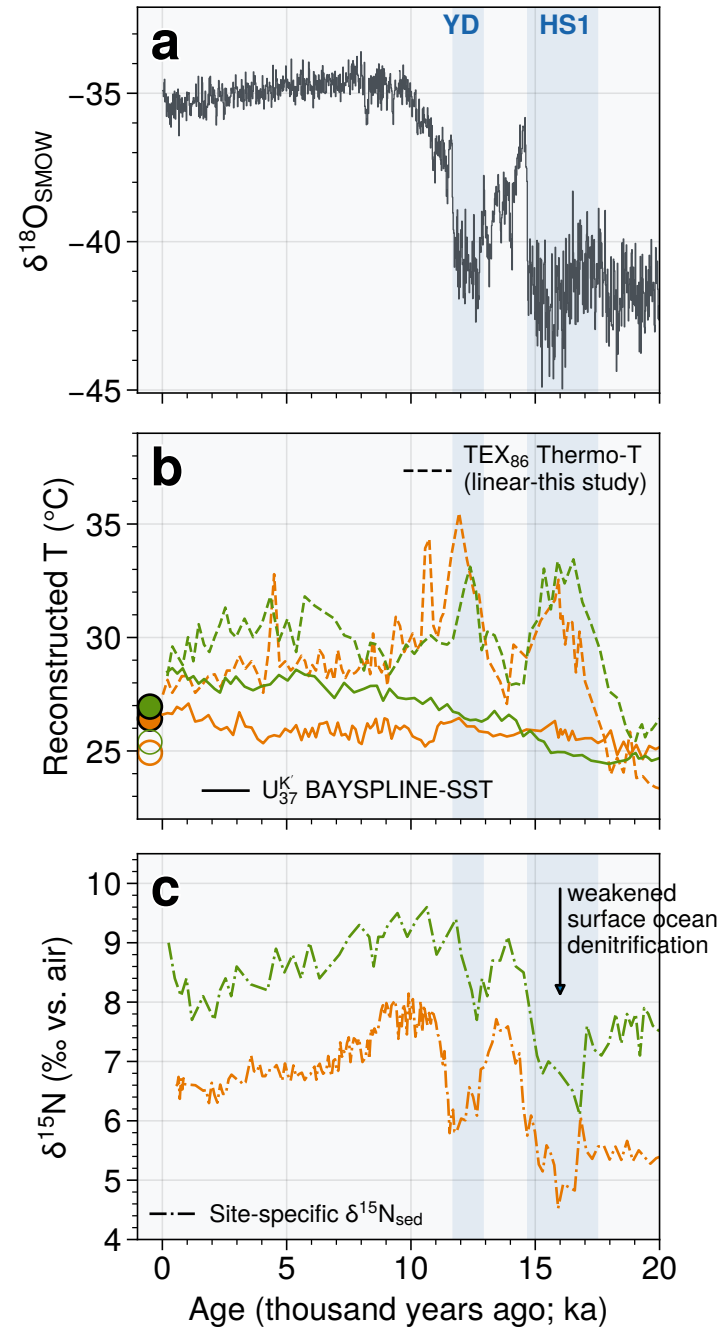 YD HS1
a
−35
−40
−45
δ¹⁸O_SMOW
b
TEX₈₆ Thermo-T
(linear-this study)
35
30
25
Reconstructed T (°C)
U₃₇ᴷ′ BAYSPLINE-SST
c
weakened
surface ocean
denitrification
10
9
8
7
6
5
4
δ¹⁵N (‰ vs. air)
Site-specific δ¹⁵N_sed
0 5 10 15 20
Age (thousand years ago; ka)